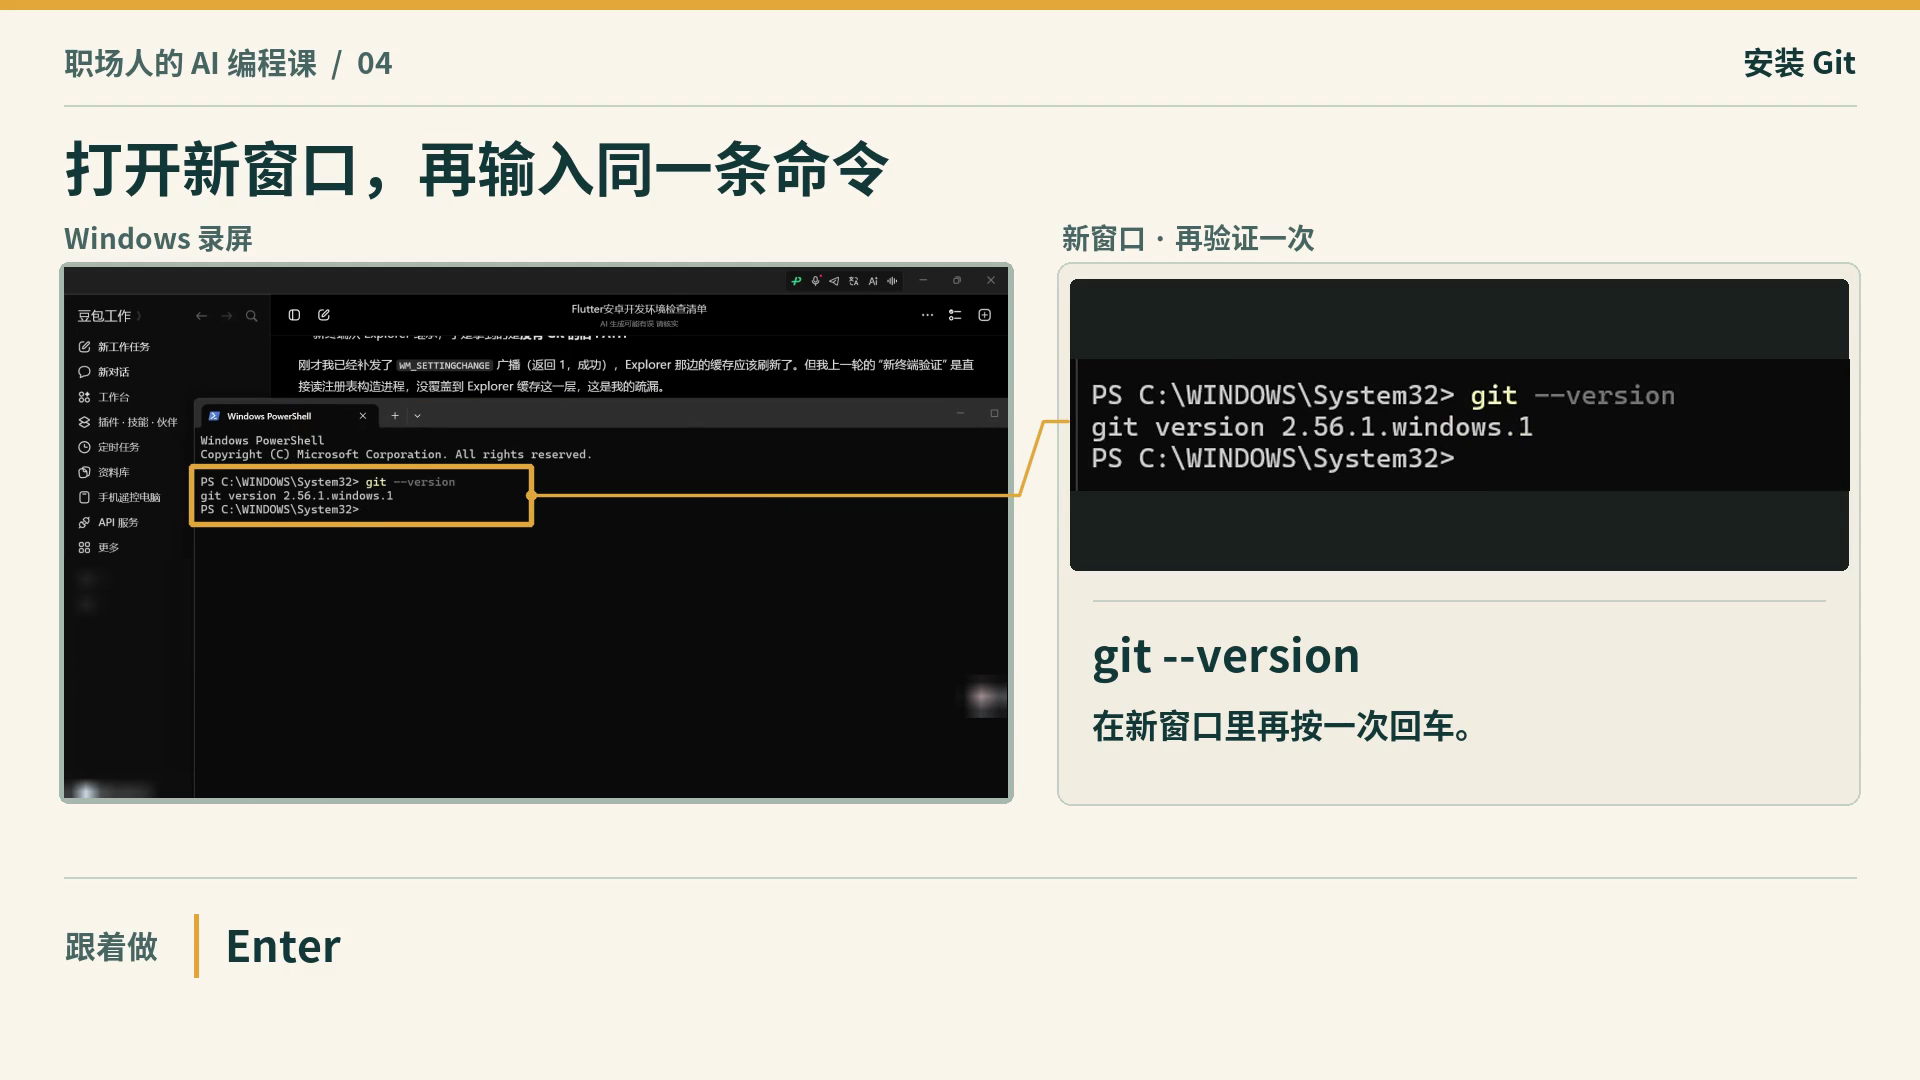 职场人的 AI 编程课 / 04
安装 Git
打开新窗口，再输入同一条命令
Windows 录屏
新窗口 · 再验证一次
豆包工作
新工作任务
新对话
工作台
插件 · 技能 · 伙伴
定时任务
资料库
手机遥控电脑
API 服务
更多
Flutter安卓开发环境检查清单
AI 生成可能有误 请核实
刚才我已经补发了 WM_SETTINGCHANGE 广播（返回 1，成功），Explorer 那边的缓存应该刷新了。但我上一轮的 “新终端验证” 是直
接读注册表构造进程，没覆盖到 Explorer 缓存这一层，这是我的疏漏。
Windows PowerShell
Windows PowerShell
Copyright (C) Microsoft Corporation. All rights reserved.
PS C:\WINDOWS\System32> git --version
git version 2.56.1.windows.1
PS C:\WINDOWS\System32>
PS C:\WINDOWS\System32> git --version
git version 2.56.1.windows.1
PS C:\WINDOWS\System32>
git --version
在新窗口里再按一次回车。
跟着做
Enter